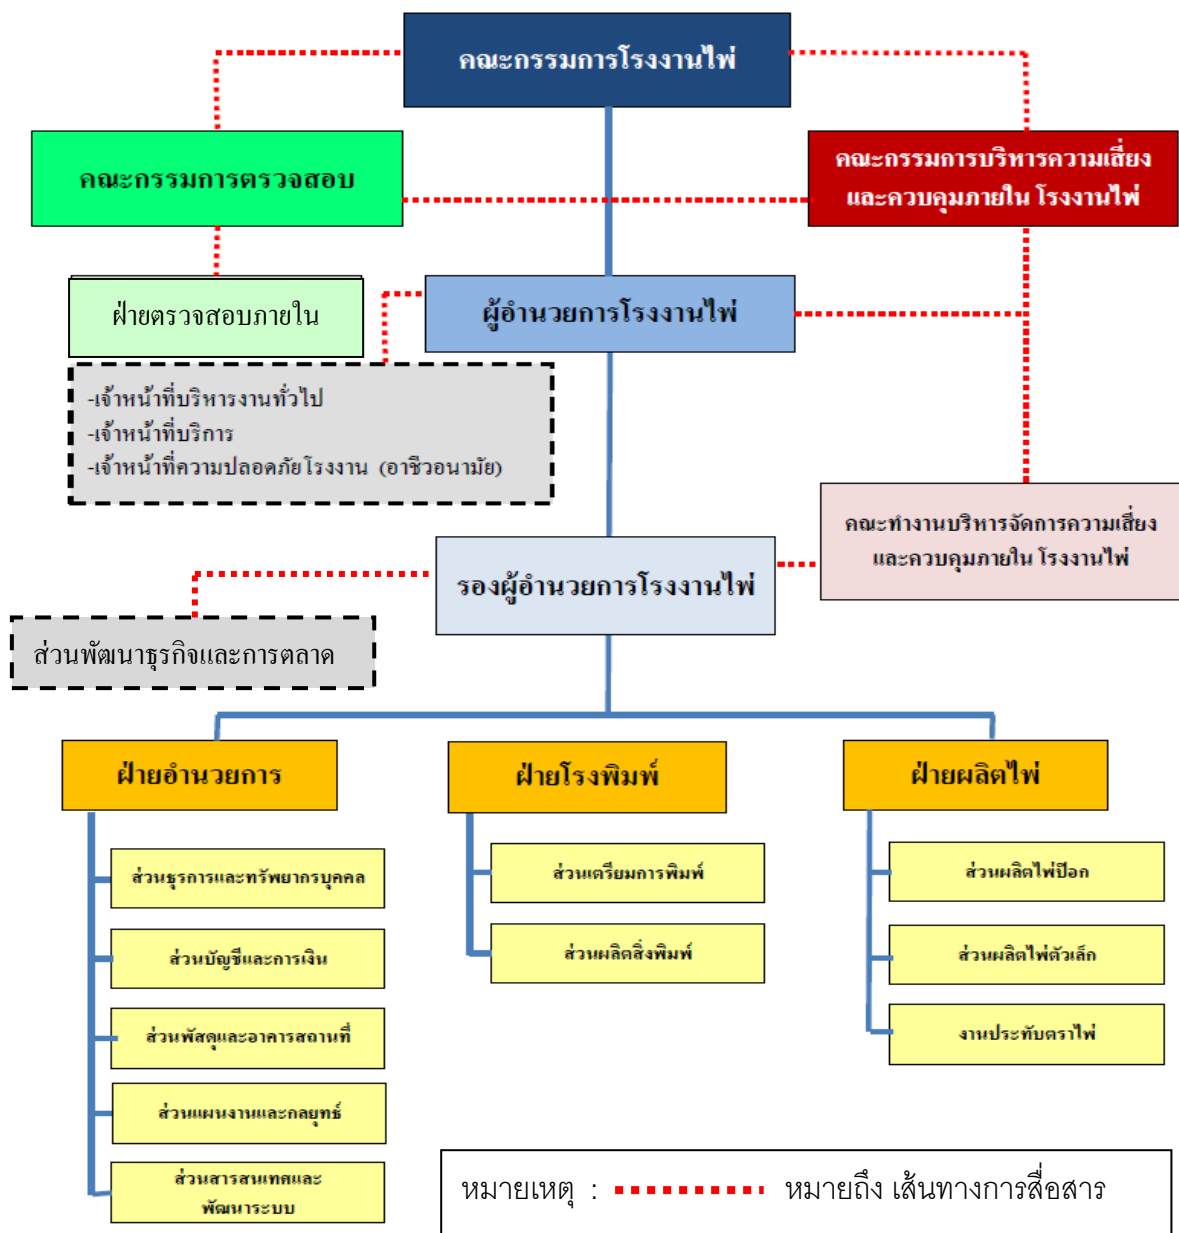 คณะกรรมการโรงงานไพ่
คณะกรรมการตรวจสอบ
คณะกรรมการบริหารความเสี่ยง
และควบคุมภายใน โรงงานไพ่
ฝ่ายตรวจสอบภายใน
ผู้อำนวยการโรงงานไพ่
-เจ้าหน้าที่บริหารงานทั่วไป
-เจ้าหน้าที่บริการ
-เจ้าหน้าที่ความปลอดภัยโรงงาน (อาชีวอนามัย)
คณะทำงานบริหารจัดการความเสี่ยง
และควบคุมภายใน โรงงานไพ่
รองผู้อำนวยการโรงงานไพ่
ส่วนพัฒนาธุรกิจและการตลาด
ฝ่ายอำนวยการ
ฝ่ายโรงพิมพ์
ฝ่ายผลิตไพ่
ส่วนธุรการและทรัพยากรบุคคล
ส่วนบัญชีและการเงิน
ส่วนพัสดุและอาคารสถานที่
ส่วนแผนงานและกลยุทธ์
ส่วนสารสนเทศและ
พัฒนาระบบ
ส่วนเตรียมการพิมพ์
ส่วนผลิตสิ่งพิมพ์
ส่วนผลิตไพ่ป๊อก
ส่วนผลิตไพ่ตัวเล็ก
งานประทับตราไพ่
หมายเหตุ : หมายถึง เส้นทางการสื่อสาร